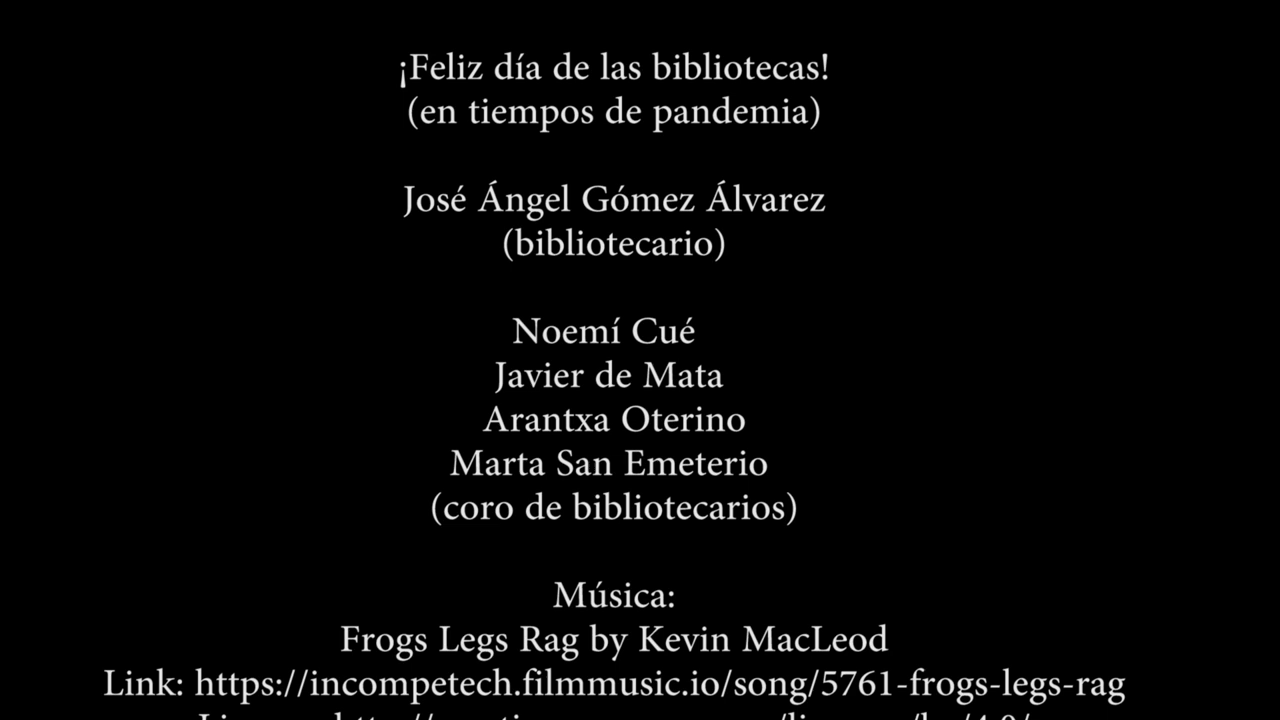 ¡Feliz día de las bibliotecas!
(en tiempos de pandemia)
José Ángel Gómez Álvarez
(bibliotecario)
Noemí Cué
Javier de Mata
Arantxa Oterino
Marta San Emeterio
(coro de bibliotecarios)
Música:
Frogs Legs Rag by Kevin MacLeod
Link: https://incompetech.filmmusic.io/song/5761-frogs-legs-rag